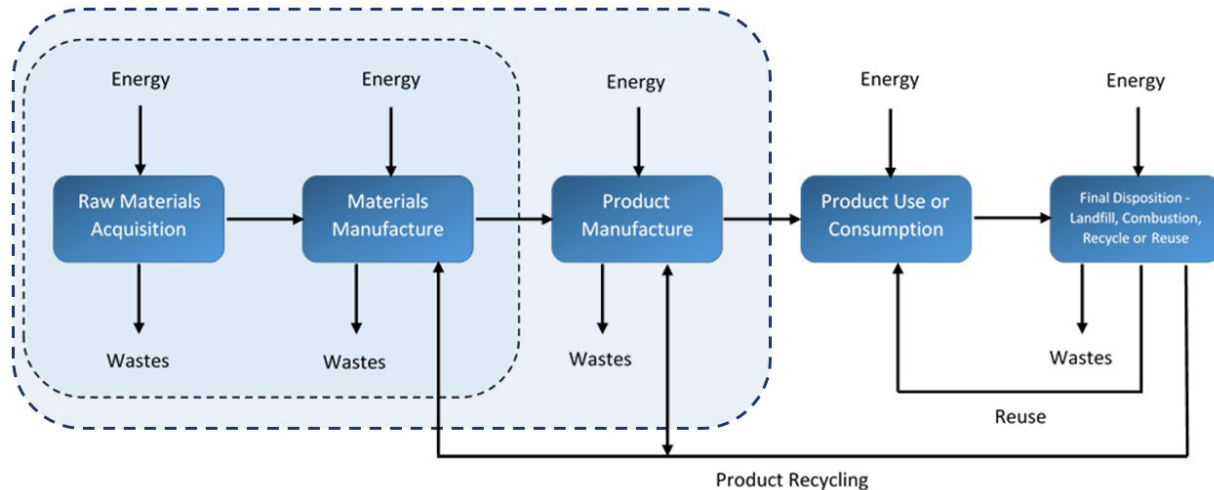 Energy
Energy
Energy
Energy
Energy
Raw Materials
Acquisition
Materials
Manufacture
Product
Manufacture
Product Use or
Consumption
Final Disposition -
Landfill, Combustion,
Recycle or Reuse
Wastes
Wastes
Wastes
Wastes
Reuse
Product Recycling